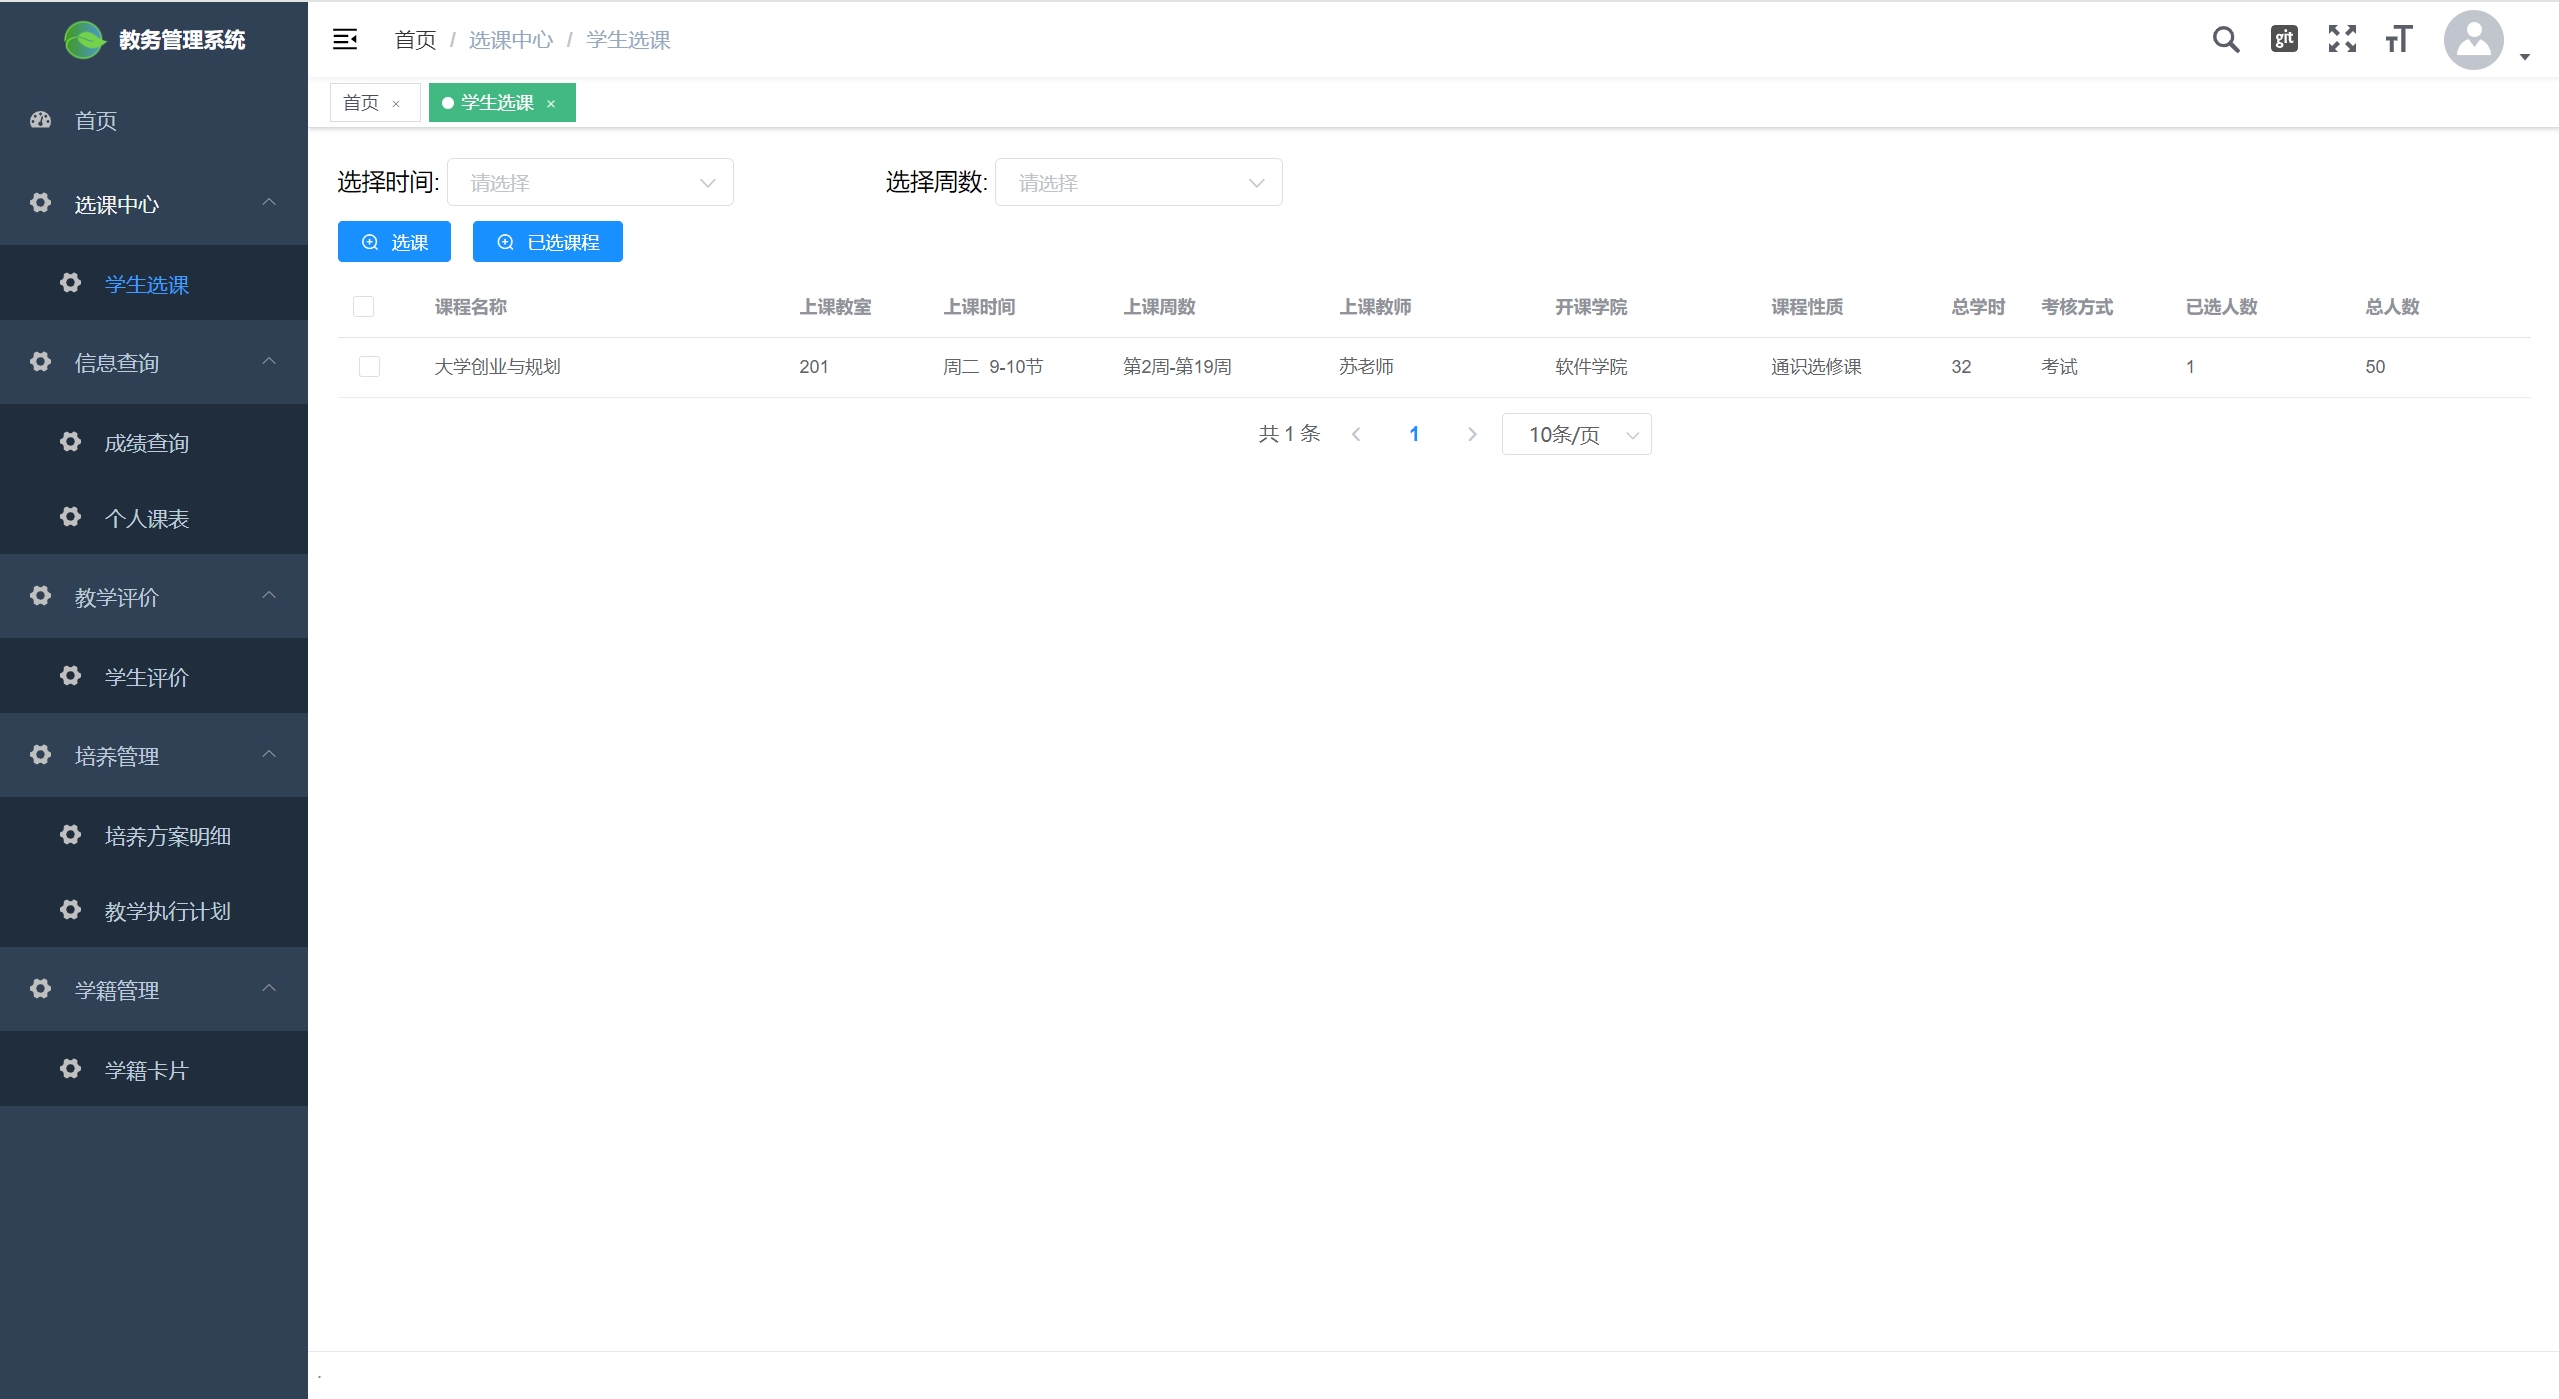 教务管理系统
首页
选课中心
学生选课
信息查询
成绩查询
个人课表
教学评价
学生评价
培养管理
培养方案明细
教学执行计划
学籍管理
学籍卡片
首页 / 选课中心 / 学生选课
git
首页 ×
学生选课 ×
选择时间: 请选择 选择周数: 请选择
选课 已选课程
课程名称 上课教室 上课时间 上课周数 上课教师 开课学院 课程性质 总学时 考核方式 已选人数 总人数
大学创业与规划 201 周二 9-10节 第2周-第19周 苏老师 软件学院 通识选修课 32 考试 1 50
共 1 条 1 10条/页